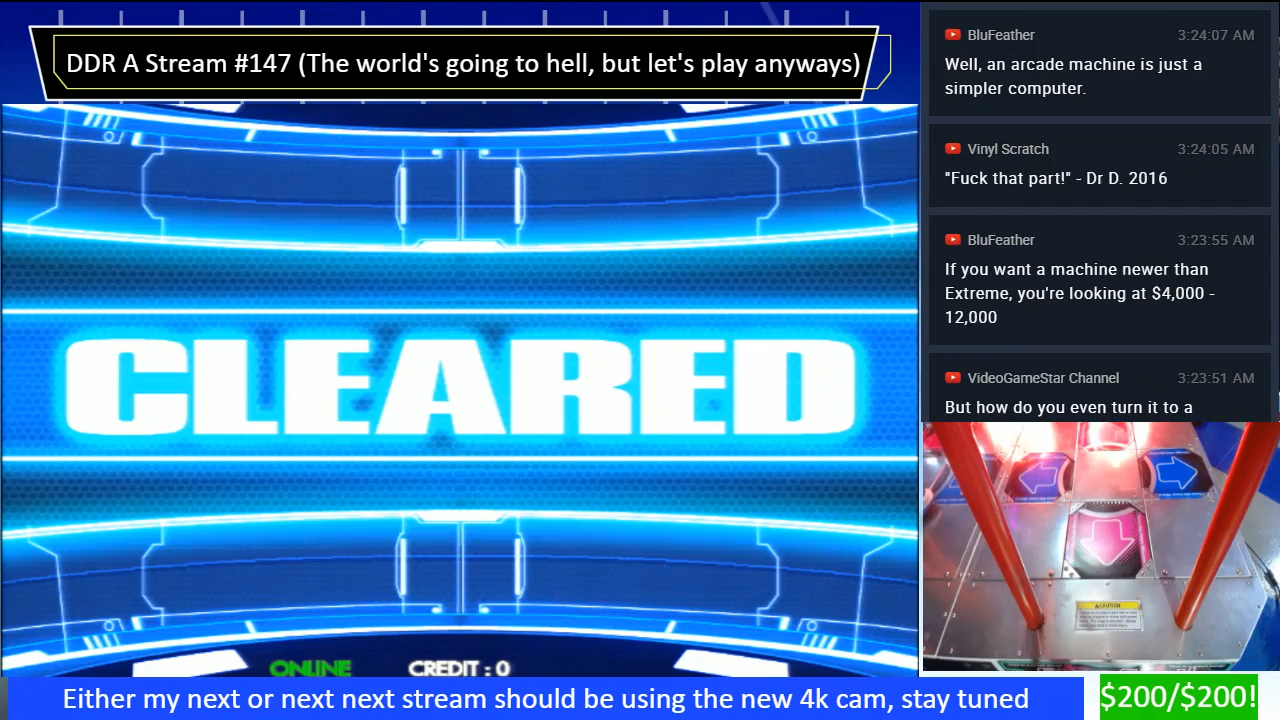 DDR A Stream #147 (The world's going to hell, but let's play anyways)
CLEARED
ONLINE
CREDIT : 0
BluFeather
3:24:07 AM
Well, an arcade machine is just a
simpler computer.
Vinyl Scratch
3:24:05 AM
"Fuck that part!" - Dr D. 2016
BluFeather
3:23:55 AM
If you want a machine newer than
Extreme, you're looking at $4,000 -
12,000
VideoGameStar Channel
3:23:51 AM
But how do you even turn it to a
CAUTION
Either my next or next next stream should be using the new 4k cam, stay tuned
$200/$200!